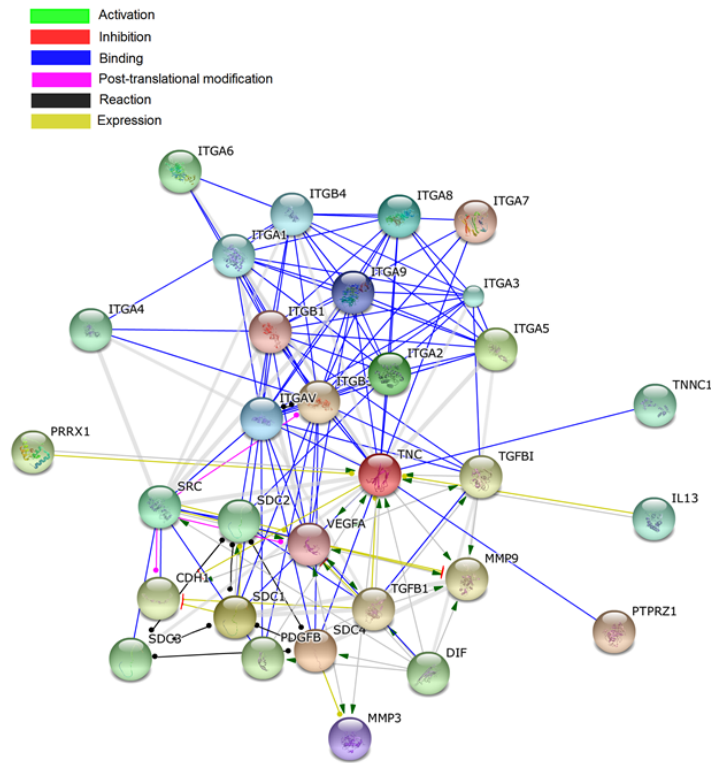 Activation
Inhibition
Binding
Post-translational modification
Reaction
Expression
ITGA6
ITGB4
ITGA8
ITGA7
ITGA1
ITGA9
ITGA3
ITGA4
ITGB1
ITGA5
ITGA2
ITGB
TNNC1
ITGAV
PRRX1
TNC
TGFBI
SRC
SDC2
IL13
VEGFA
MMP9
CDH1
TGFB1
SDC1
PTPRZ1
SDC3
PDGFB
SDC4
DIF
MMP3